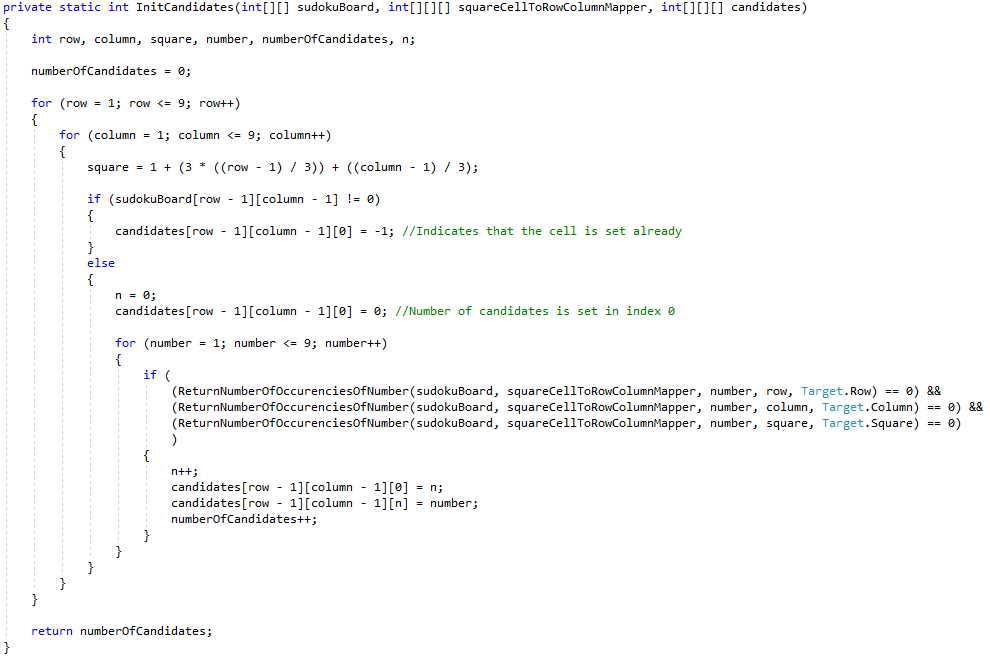 private static int InitCandidates(int[][] sudokuBoard, int[][][] squareCellToRowColumnMapper, int[][][] candidates)
{
    int row, column, square, number, numberOfCandidates, n;

    numberOfCandidates = 0;

    for (row = 1; row <= 9; row++)
    {
        for (column = 1; column <= 9; column++)
        {
            square = 1 + (3 * ((row - 1) / 3)) + ((column - 1) / 3);

            if (sudokuBoard[row - 1][column - 1] != 0)
            {
                candidates[row - 1][column - 1][0] = -1; //Indicates that the cell is set already
            }
            else
            {
                n = 0;
                candidates[row - 1][column - 1][0] = 0; //Number of candidates is set in index 0

                for (number = 1; number <= 9; number++)
                {
                    if (
                        (ReturnNumberOfOccurenciesOfNumber(sudokuBoard, squareCellToRowColumnMapper, number, row, Target.Row) == 0) &&
                        (ReturnNumberOfOccurenciesOfNumber(sudokuBoard, squareCellToRowColumnMapper, number, column, Target.Column) == 0) &&
                        (ReturnNumberOfOccurenciesOfNumber(sudokuBoard, squareCellToRowColumnMapper, number, square, Target.Square) == 0)
                        )
                    {
                        n++;
                        candidates[row - 1][column - 1][0] = n;
                        candidates[row - 1][column - 1][n] = number;
                        numberOfCandidates++;
                    }
                }
            }
        }
    }

    return numberOfCandidates;
}